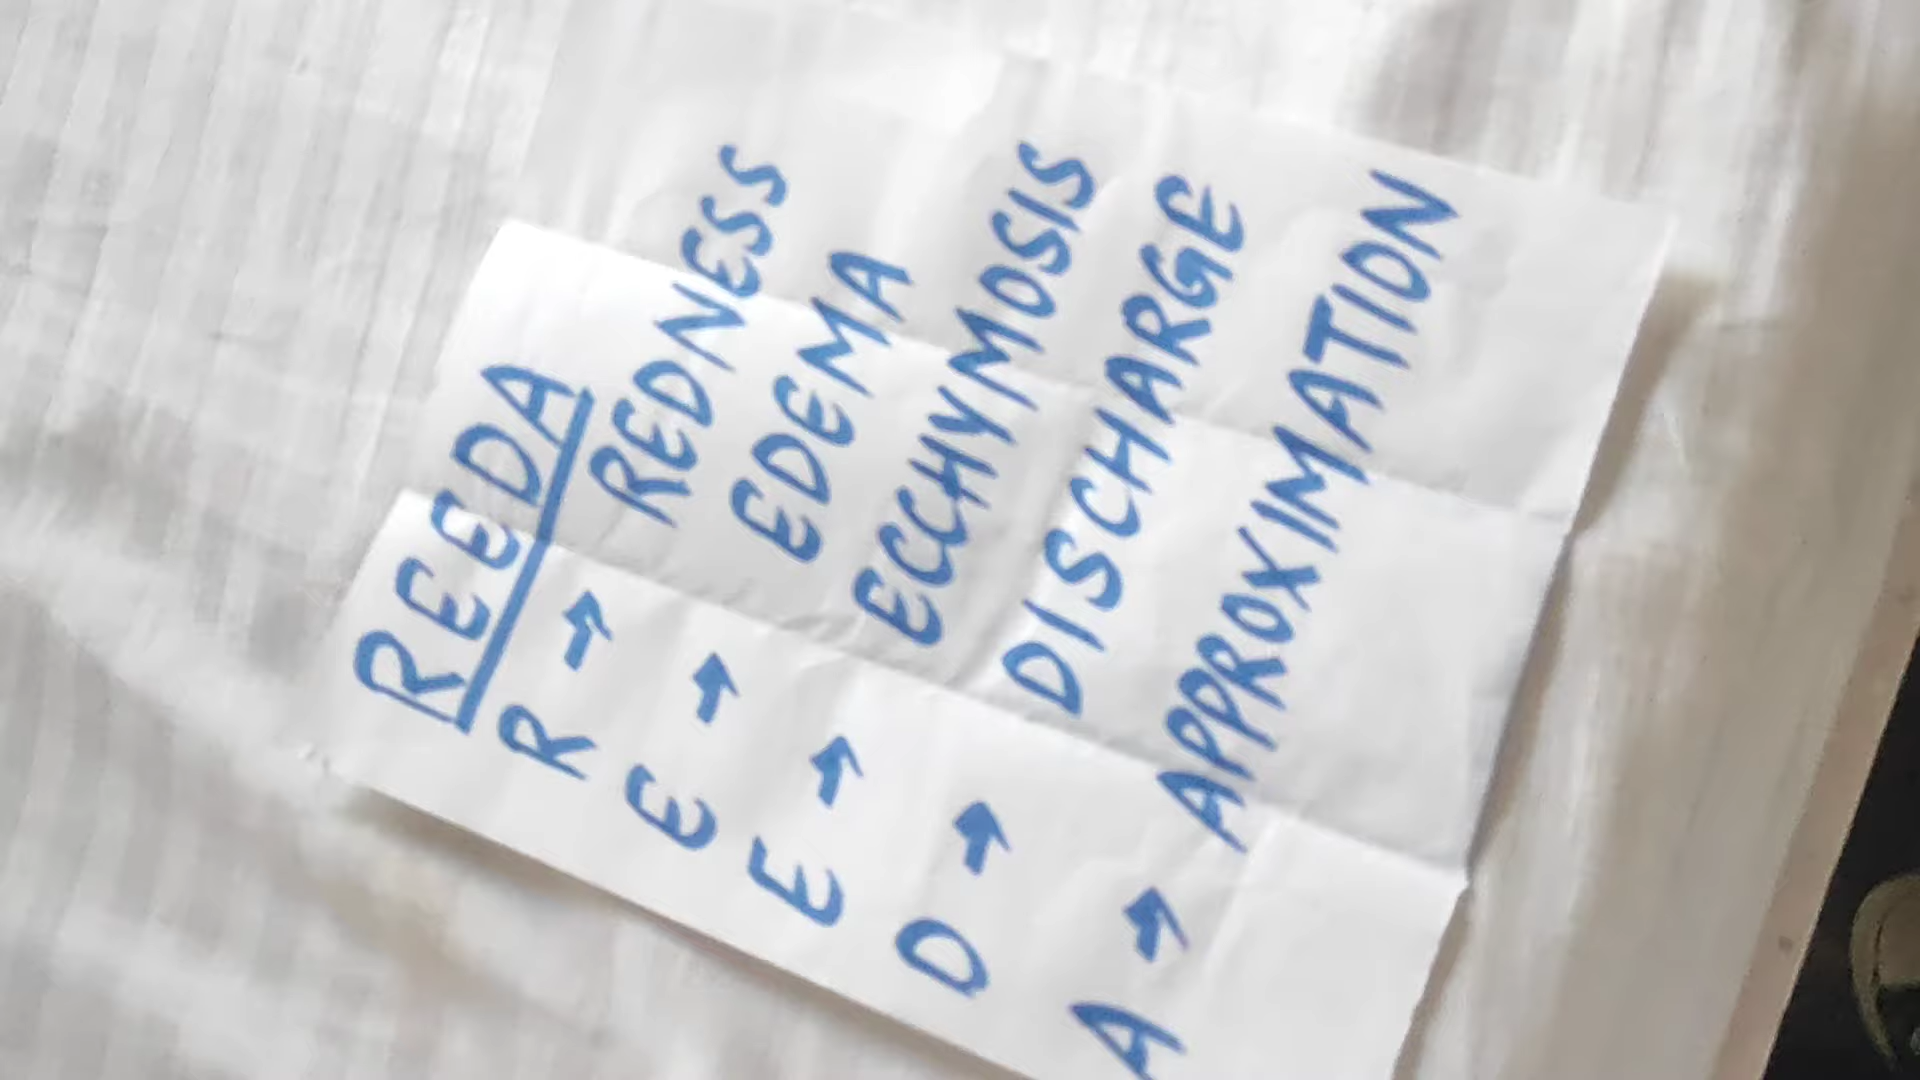 REEDA
R → REDNESS
E → EDEMA
E → ECCHYMOSIS
D → DISCHARGE
A → APPROXIMATION